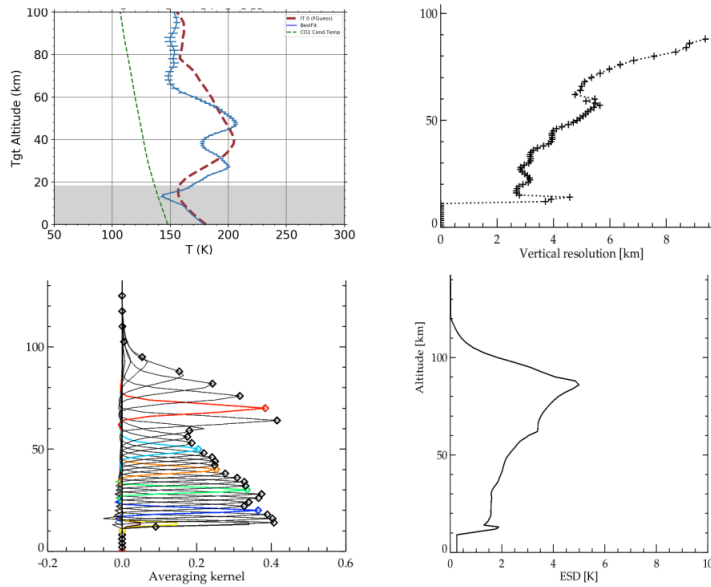 100
80
60
40
20
0
Tgt Altitude (km)
50 100 150 200 250 300
T (K)
IT 0 (FGuess)
BestFit
CO2 Cond.Temp
100
50
0
0 2 4 6 8
Vertical resolution [km]
100
50
0
-0.2 0.0 0.2 0.4 0.6
Averaging kernel
Altitude [km]
100
50
0
0 2 4 6 8 10
ESD [K]